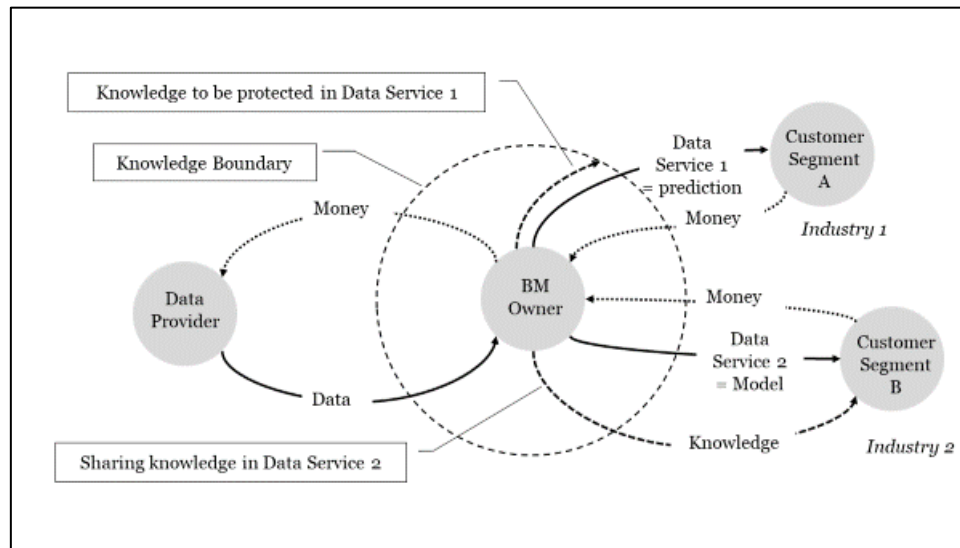 Knowledge to be protected in Data Service 1
Knowledge Boundary
Money
Data
Provider
Data
Sharing knowledge in Data Service 2
BM
Owner
Data
Service 1
= prediction
Money
Customer
Segment
A
Industry 1
Money
Data
Service 2
= Model
Customer
Segment
B
Knowledge
Industry 2